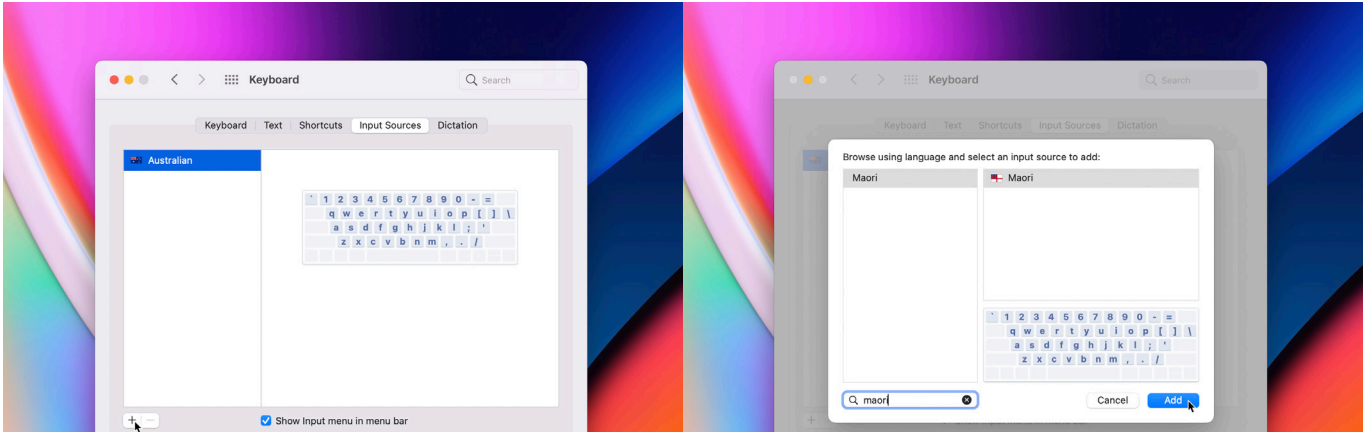 Keyboard
Search
Keyboard Text Shortcuts Input Sources Dictation
Australian
` 1 2 3 4 5 6 7 8 9 0 - =
q w e r t y u i o p [ ] \
a s d f g h j k l ; '
z x c v b n m , . /
+ −
Show Input menu in menu bar
Keyboard
Search
Keyboard Text Shortcuts Input Sources Dictation
Browse using language and select an input source to add:
Maori
Maori
` 1 2 3 4 5 6 7 8 9 0 - =
q w e r t y u i o p [ ] \
a s d f g h j k l ; '
z x c v b n m , . /
maori
Cancel
Add